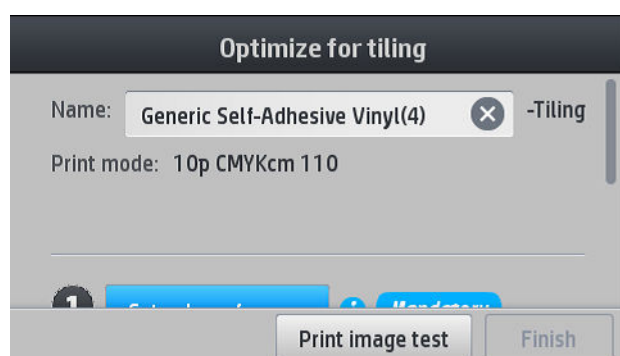 Optimize for tiling
Name: Generic Self-Adhesive Vinyl(4) -Tiling
Print mode: 10p CMYKcm 110
1 Mandatory
Print image test Finish